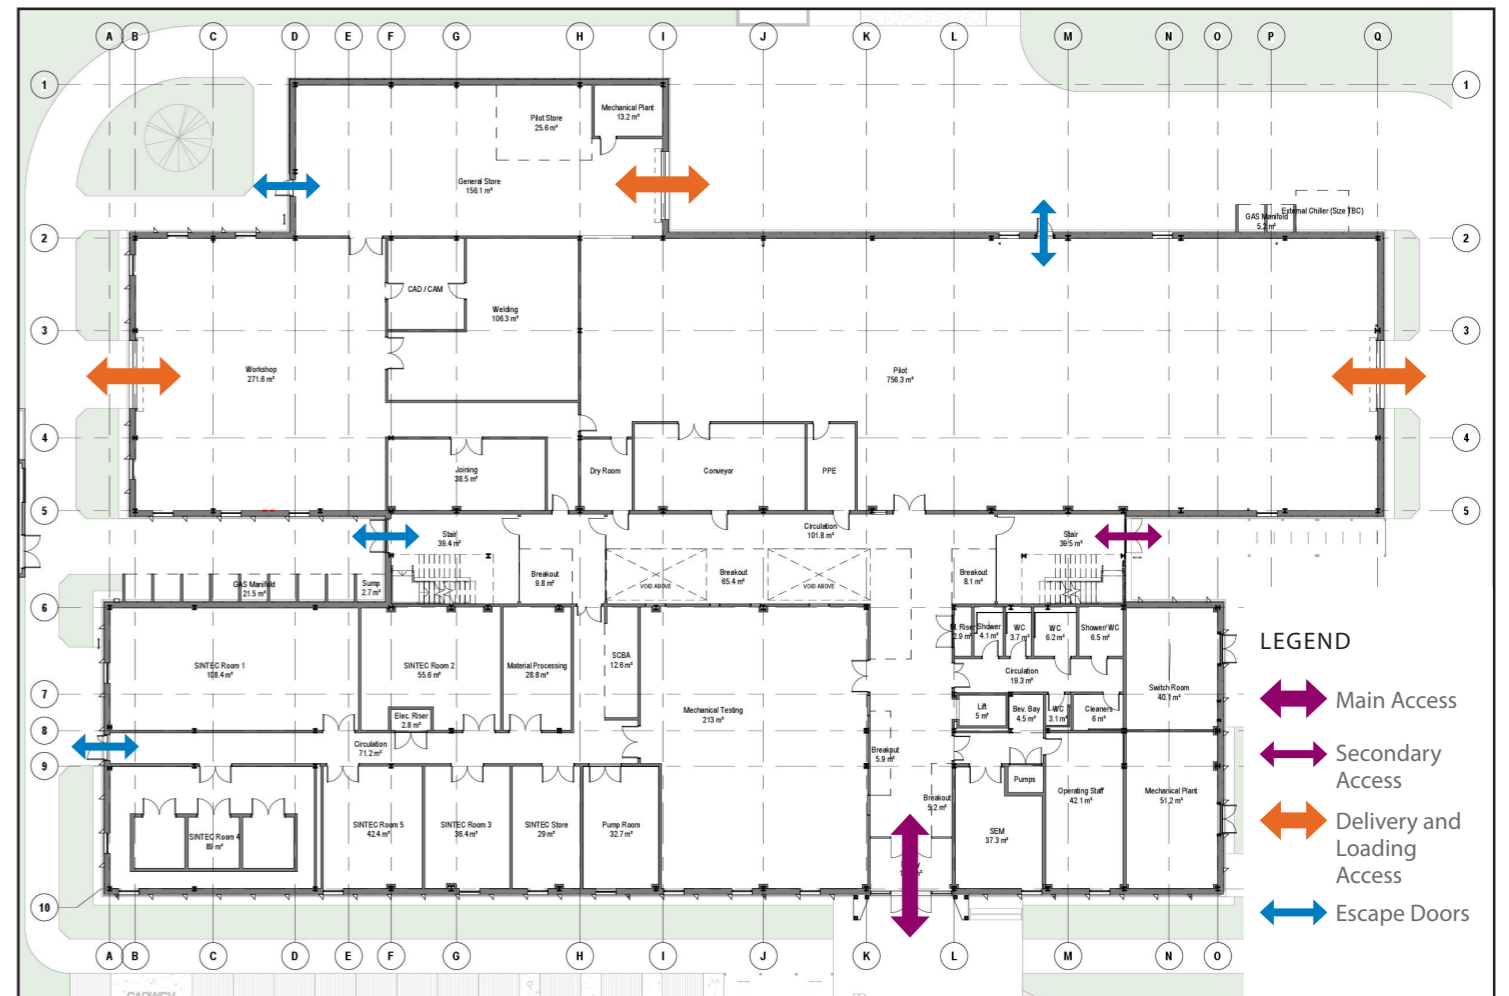 A B C D E F G H I J K L M N O P Q
1 1
Mechanical Plant
13.2 m²
Pilot Store
25.6 m²
General Store
156.1 m²
External Chiller (Size TBC)
GAS Manifold
5.2 m²
2 2
CAD / CAM
Welding
106.3 m²
3 3
Workshop
271.6 m²
Pilot
756.3 m²
4 4
Joining
38.5 m²
Dry Room
Conveyor
PPE
5 5
Stair
39.4 m²
Circulation
101.8 m²
Stair
39.5 m²
Breakout
9.8 m²
VOID ABOVE
Breakout
65.4 m²
VOID ABOVE
Breakout
8.1 m²
GAS Manifold
21.5 m²
Sump
2.7 m²
6
M. Riser
2.9 m²
Shower
4.1 m²
WC
3.7 m²
WC
6.2 m²
Shower/ WC
6.5 m²
SINTEC Room 1
108.4 m²
SINTEC Room 2
55.6 m²
Material Processing
28.8 m²
SCBA
12.6 m²
Circulation
19.3 m²
Switch Room
40.1 m²
7
Mechanical Testing
213 m²
Elec. Riser
2.8 m²
Lift
5 m²
Bev. Bay
4.5 m²
WC
3.1 m²
Cleaners
6 m²
8
Circulation
71.2 m²
Breakout
5.9 m²
9
Pumps
Breakout
5.2 m²
Operating Staff
42.1 m²
Mechanical Plant
51.2 m²
SINTEC Room 4
89 m²
SINTEC Room 5
42.4 m²
SINTEC Room 3
36.4 m²
SINTEC Store
29 m²
Pump Room
32.7 m²
SEM
37.3 m²
10
A B C D E F G H I J K L M N O
LEGEND
Main Access
Secondary
Access
Delivery and
Loading
Access
Escape Doors